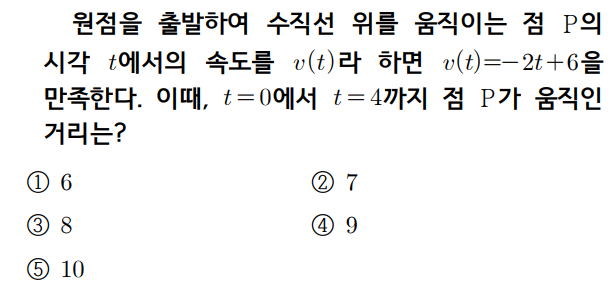 원점을 출발하여 수직선 위를 움직이는 점 P의
시각 t에서의 속도를 v(t)라 하면 v(t)=-2t+6을
만족한다. 이때, t=0에서 t=4까지 점 P가 움직인
거리는?
① 6 ② 7
③ 8 ④ 9
⑤ 10